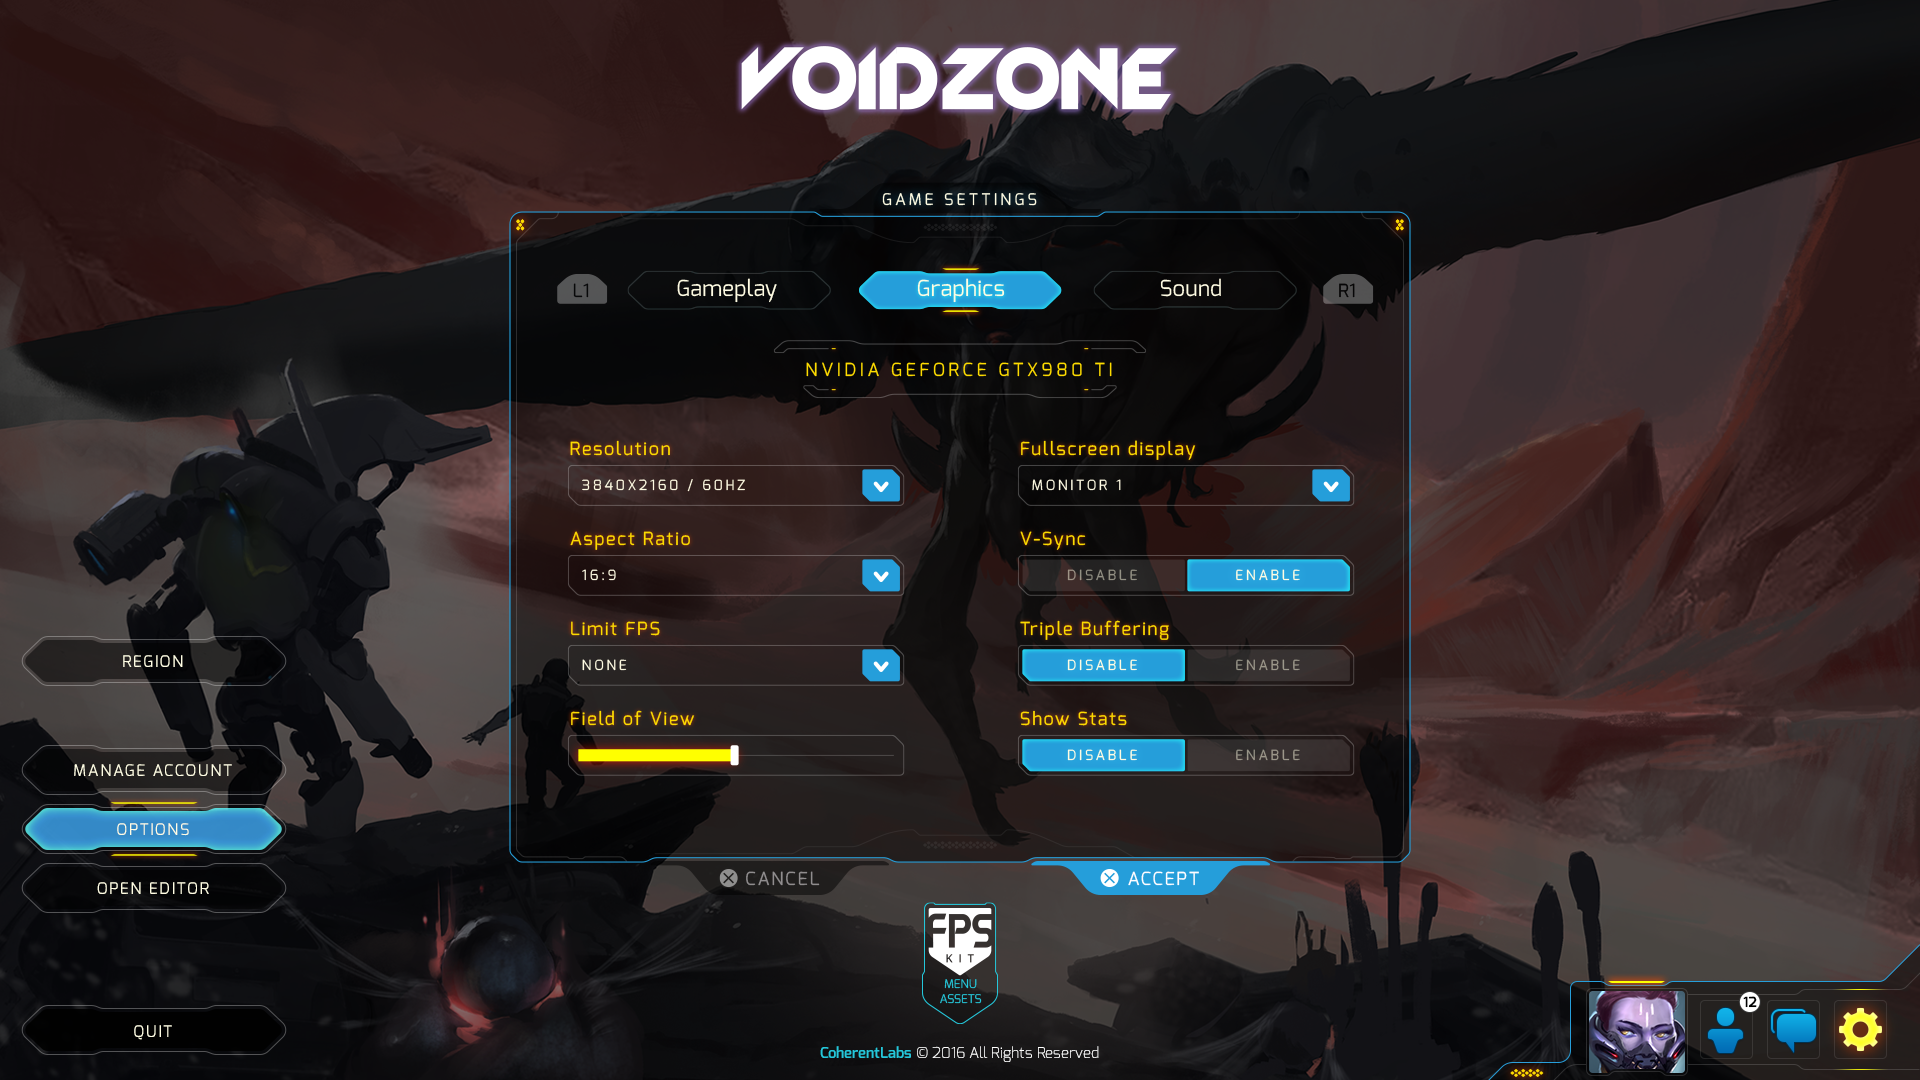 VOIDZONE
GAME SETTINGS
L1 Gameplay Graphics Sound R1
NVIDIA GEFORCE GTX980 TI
Resolution
3840X2160 / 60HZ
Fullscreen display
MONITOR 1
Aspect Ratio
16:9
V-Sync
DISABLE ENABLE
Limit FPS
NONE
Triple Buffering
DISABLE ENABLE
Field of View
Show Stats
DISABLE ENABLE
CANCEL ACCEPT
REGION
MANAGE ACCOUNT
OPTIONS
OPEN EDITOR
QUIT
FPS
KIT
MENU
ASSETS
CoherentLabs © 2016 All Rights Reserved
12